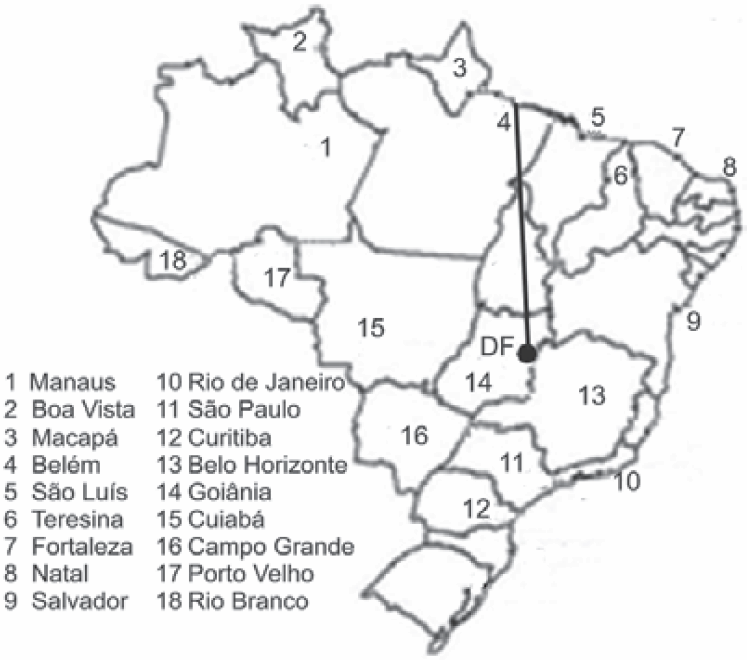 2
3
4
5
1
7
8
6
18
17
9
15
DF
14
13
16
11
10
12
1 Manaus 10 Rio de Janeiro
2 Boa Vista 11 São Paulo
3 Macapá 12 Curitiba
4 Belém 13 Belo Horizonte
5 São Luís 14 Goiânia
6 Teresina 15 Cuiabá
7 Fortaleza 16 Campo Grande
8 Natal 17 Porto Velho
9 Salvador 18 Rio Branco